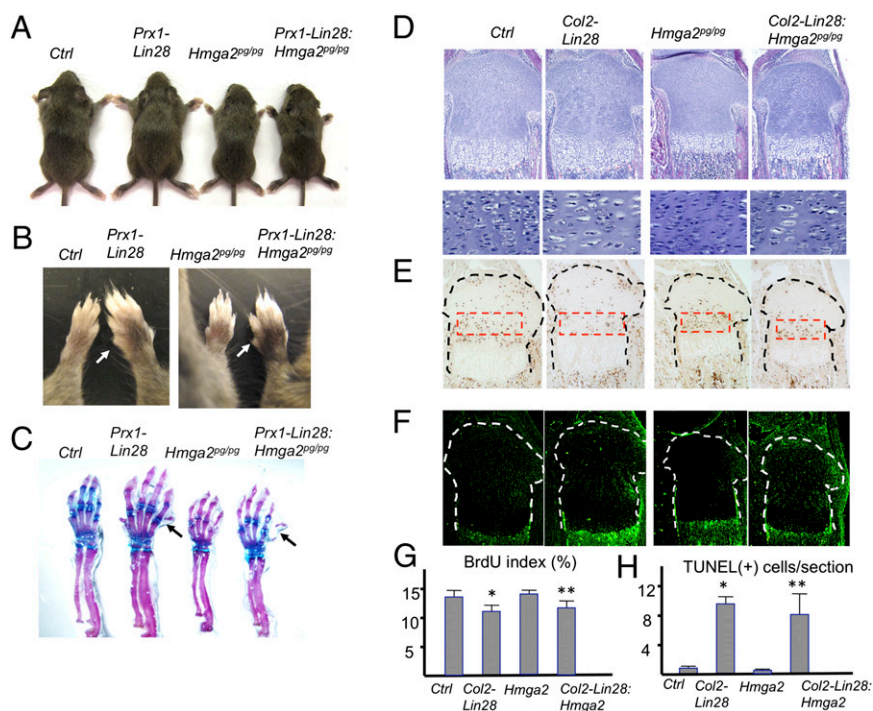 A
Ctrl
Prx1-
Lin28
Hmga2pg/pg
Prx1-Lin28:
Hmga2pg/pg
B
Ctrl
Prx1-
Lin28
Hmga2pg/pg
Prx1-Lin28:
Hmga2pg/pg
C
Ctrl
Prx1-
Lin28
Hmga2pg/pg
Prx1-Lin28:
Hmga2pg/pg
D
Ctrl
Col2-
Lin28
Hmga2pg/pg
Col2-Lin28:
Hmga2pg/pg
E
F
G
BrdU index (%)
15
10
5
*
**
Ctrl
Col2-
Lin28
Hmga2
Col2-Lin28:
Hmga2
H
TUNEL(+) cells/section
12
8
4
*
**
Ctrl
Col2-
Lin28
Hmga2
Col2-Lin28:
Hmga2